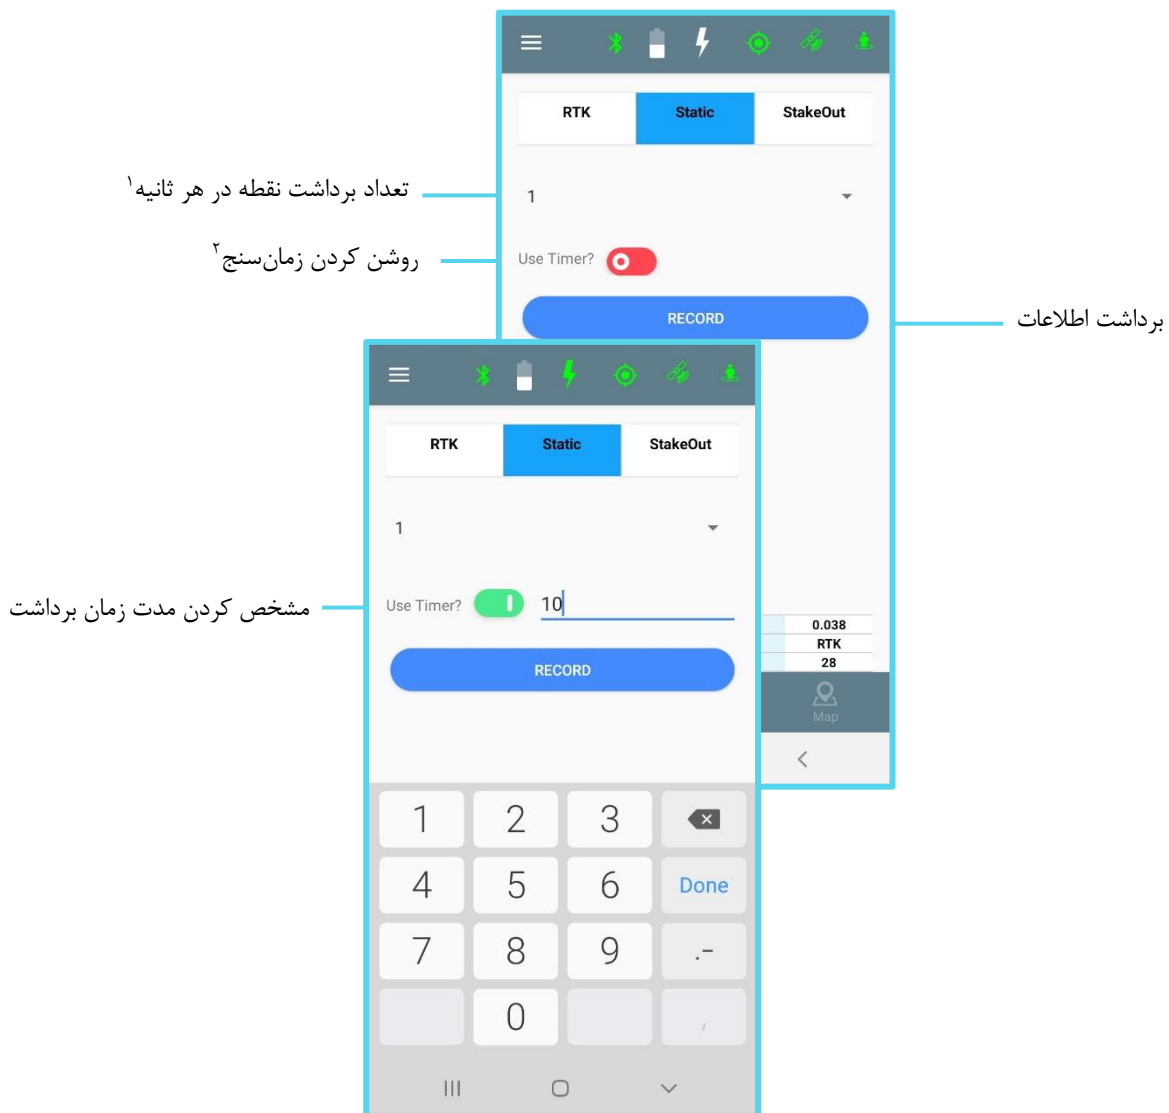 RTK Static StakeOut
تعداد برداشت نقطه در هر ثانیه۱
1
روشن کردن زمان‌سنج۲
Use Timer?
RECORD
برداشت اطلاعات
RTK Static StakeOut
1
مشخص کردن مدت زمان برداشت
Use Timer? 10
RECORD
0.038
RTK
28
Map
1 2 3
4 5 6 Done
7 8 9 .-
0 ,